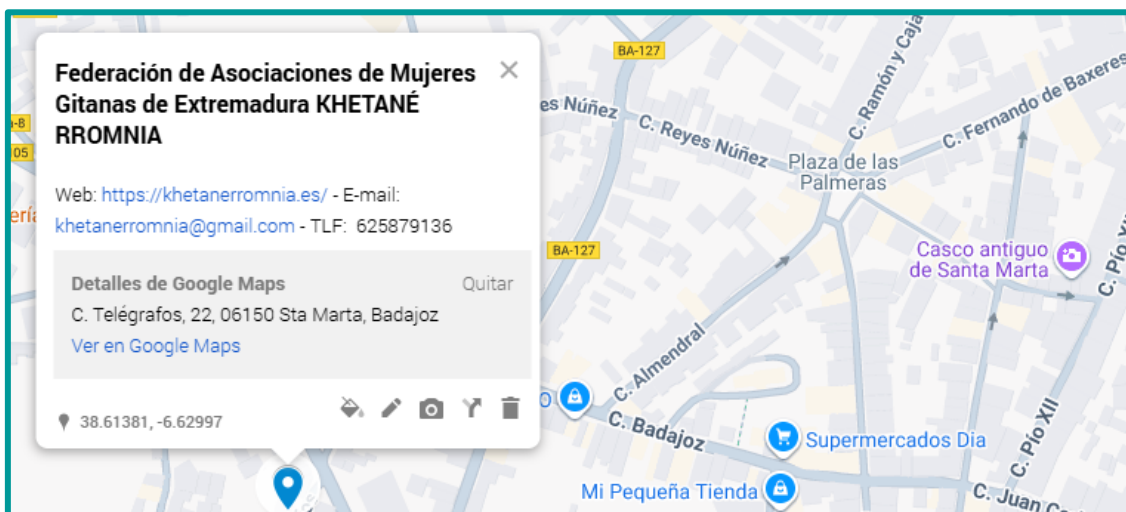 Federación de Asociaciones de Mujeres
Gitanas de Extremadura KHETANÉ
RROMNIA
Web: https://khetanerromnia.es/ - E-mail:
khetanerromnia@gmail.com - TLF: 625879136
Detalles de Google Maps
Quitar
C. Telégrafos, 22, 06150 Sta Marta, Badajoz
Ver en Google Maps
38.61381, -6.62997
BA-127
C. Ramón y Caja
C. Fernando de Baxeres
es Núñez
C. Reyes Núñez
Plaza de las
Palmeras
BA-127
Casco antiguo
de Santa Marta
C. Pío XII
C. Almendral
C. Badajoz
Supermercados Dia
C. Pío XII
Mi Pequeña Tienda
C. Juan Ca